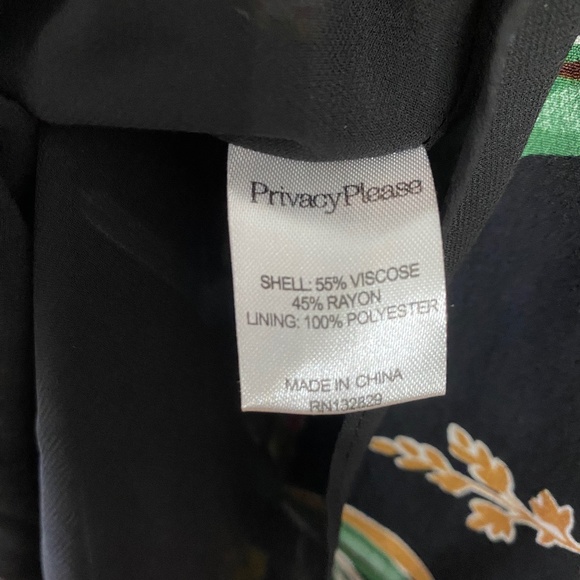 PrivacyPlease
SHELL: 55% VISCOSE
45% RAYON
LINING: 100% POLYESTER
MADE IN CHINA
RN132829